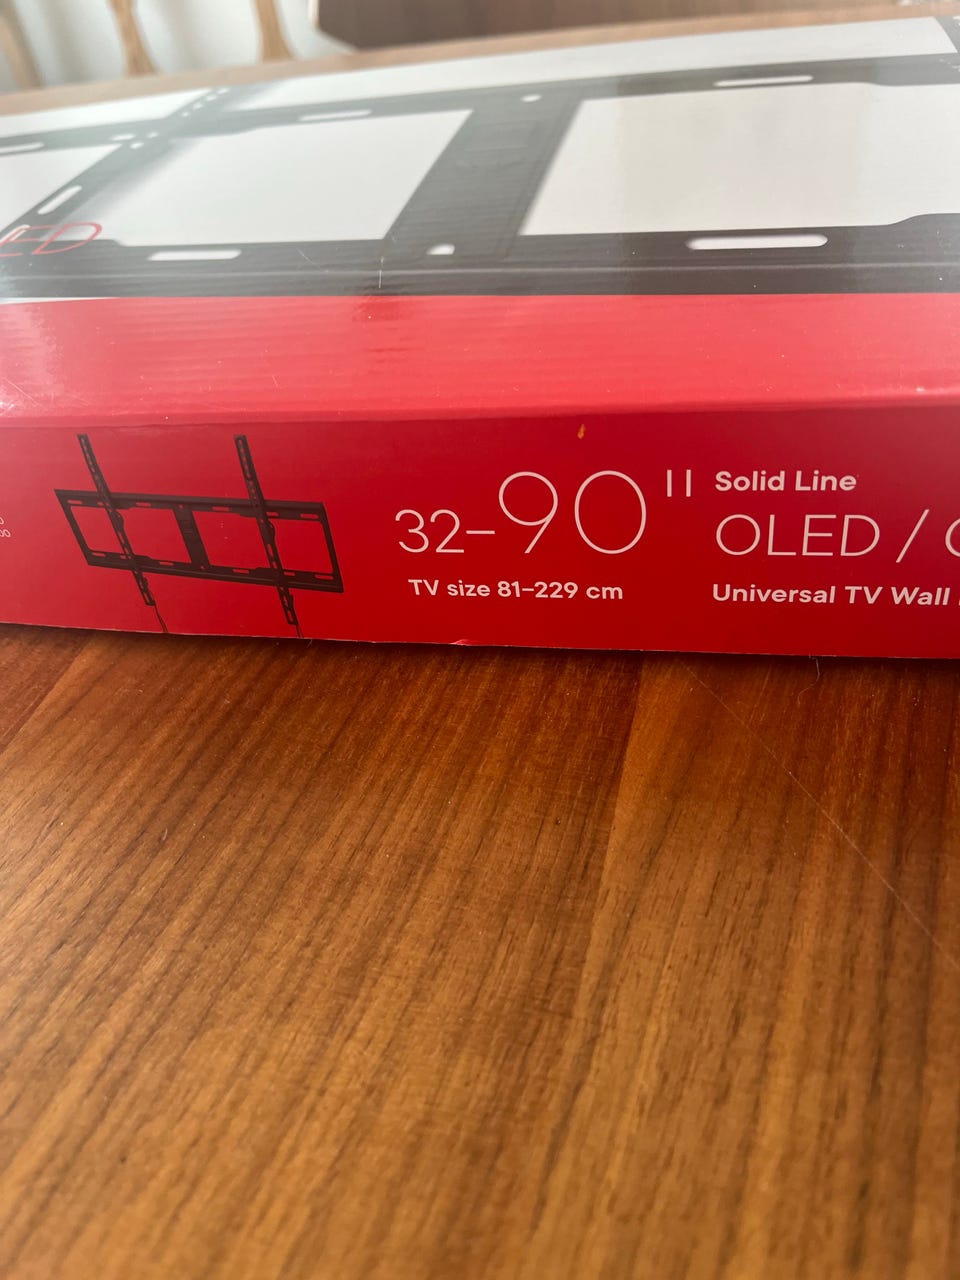 32–90"
TV size 81–229 cm
Solid Line
OLED /
Universal TV Wall